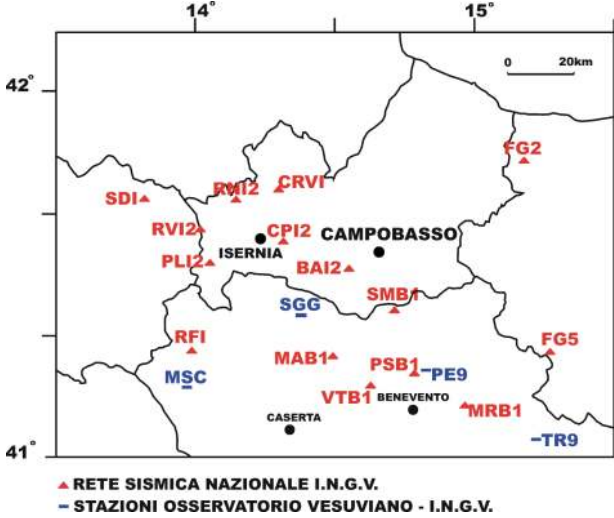 14° 15°
42°
0 20km
FG2
CRVI
RNI2
SDI
RVI2
CPI2
CAMPOBASSO
ISERNIA
PLI2
BAI2
SMB1
SGG
RFI
FG5
MAB1
PSB1
MSC
PE9
VTB1
BENEVENTO
MRB1
CASERTA
TR9
41°
RETE SISMICA NAZIONALE I.N.G.V.
STAZIONI OSSERVATORIO VESUVIANO - I.N.G.V.